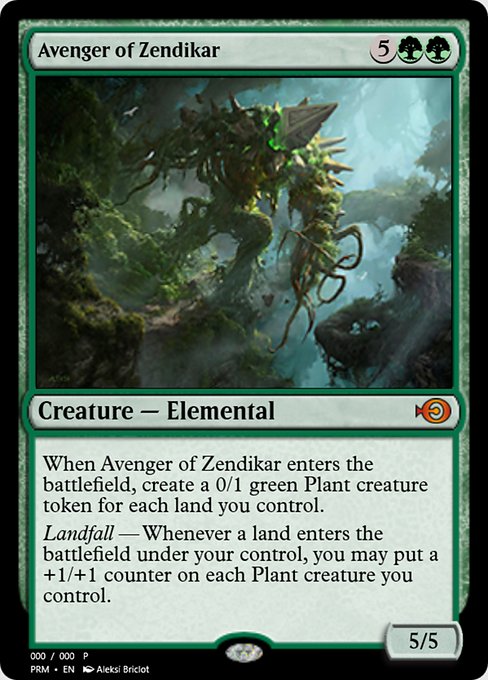 Avenger of Zendikar 5
Creature — Elemental
When Avenger of Zendikar enters the
battlefield, create a 0/1 green Plant creature
token for each land you control.
Landfall — Whenever a land enters the
battlefield under your control, you may put a
+1/+1 counter on each Plant creature you
control.
5/5
000 / 000 P
PRM • EN Aleksi Briclot